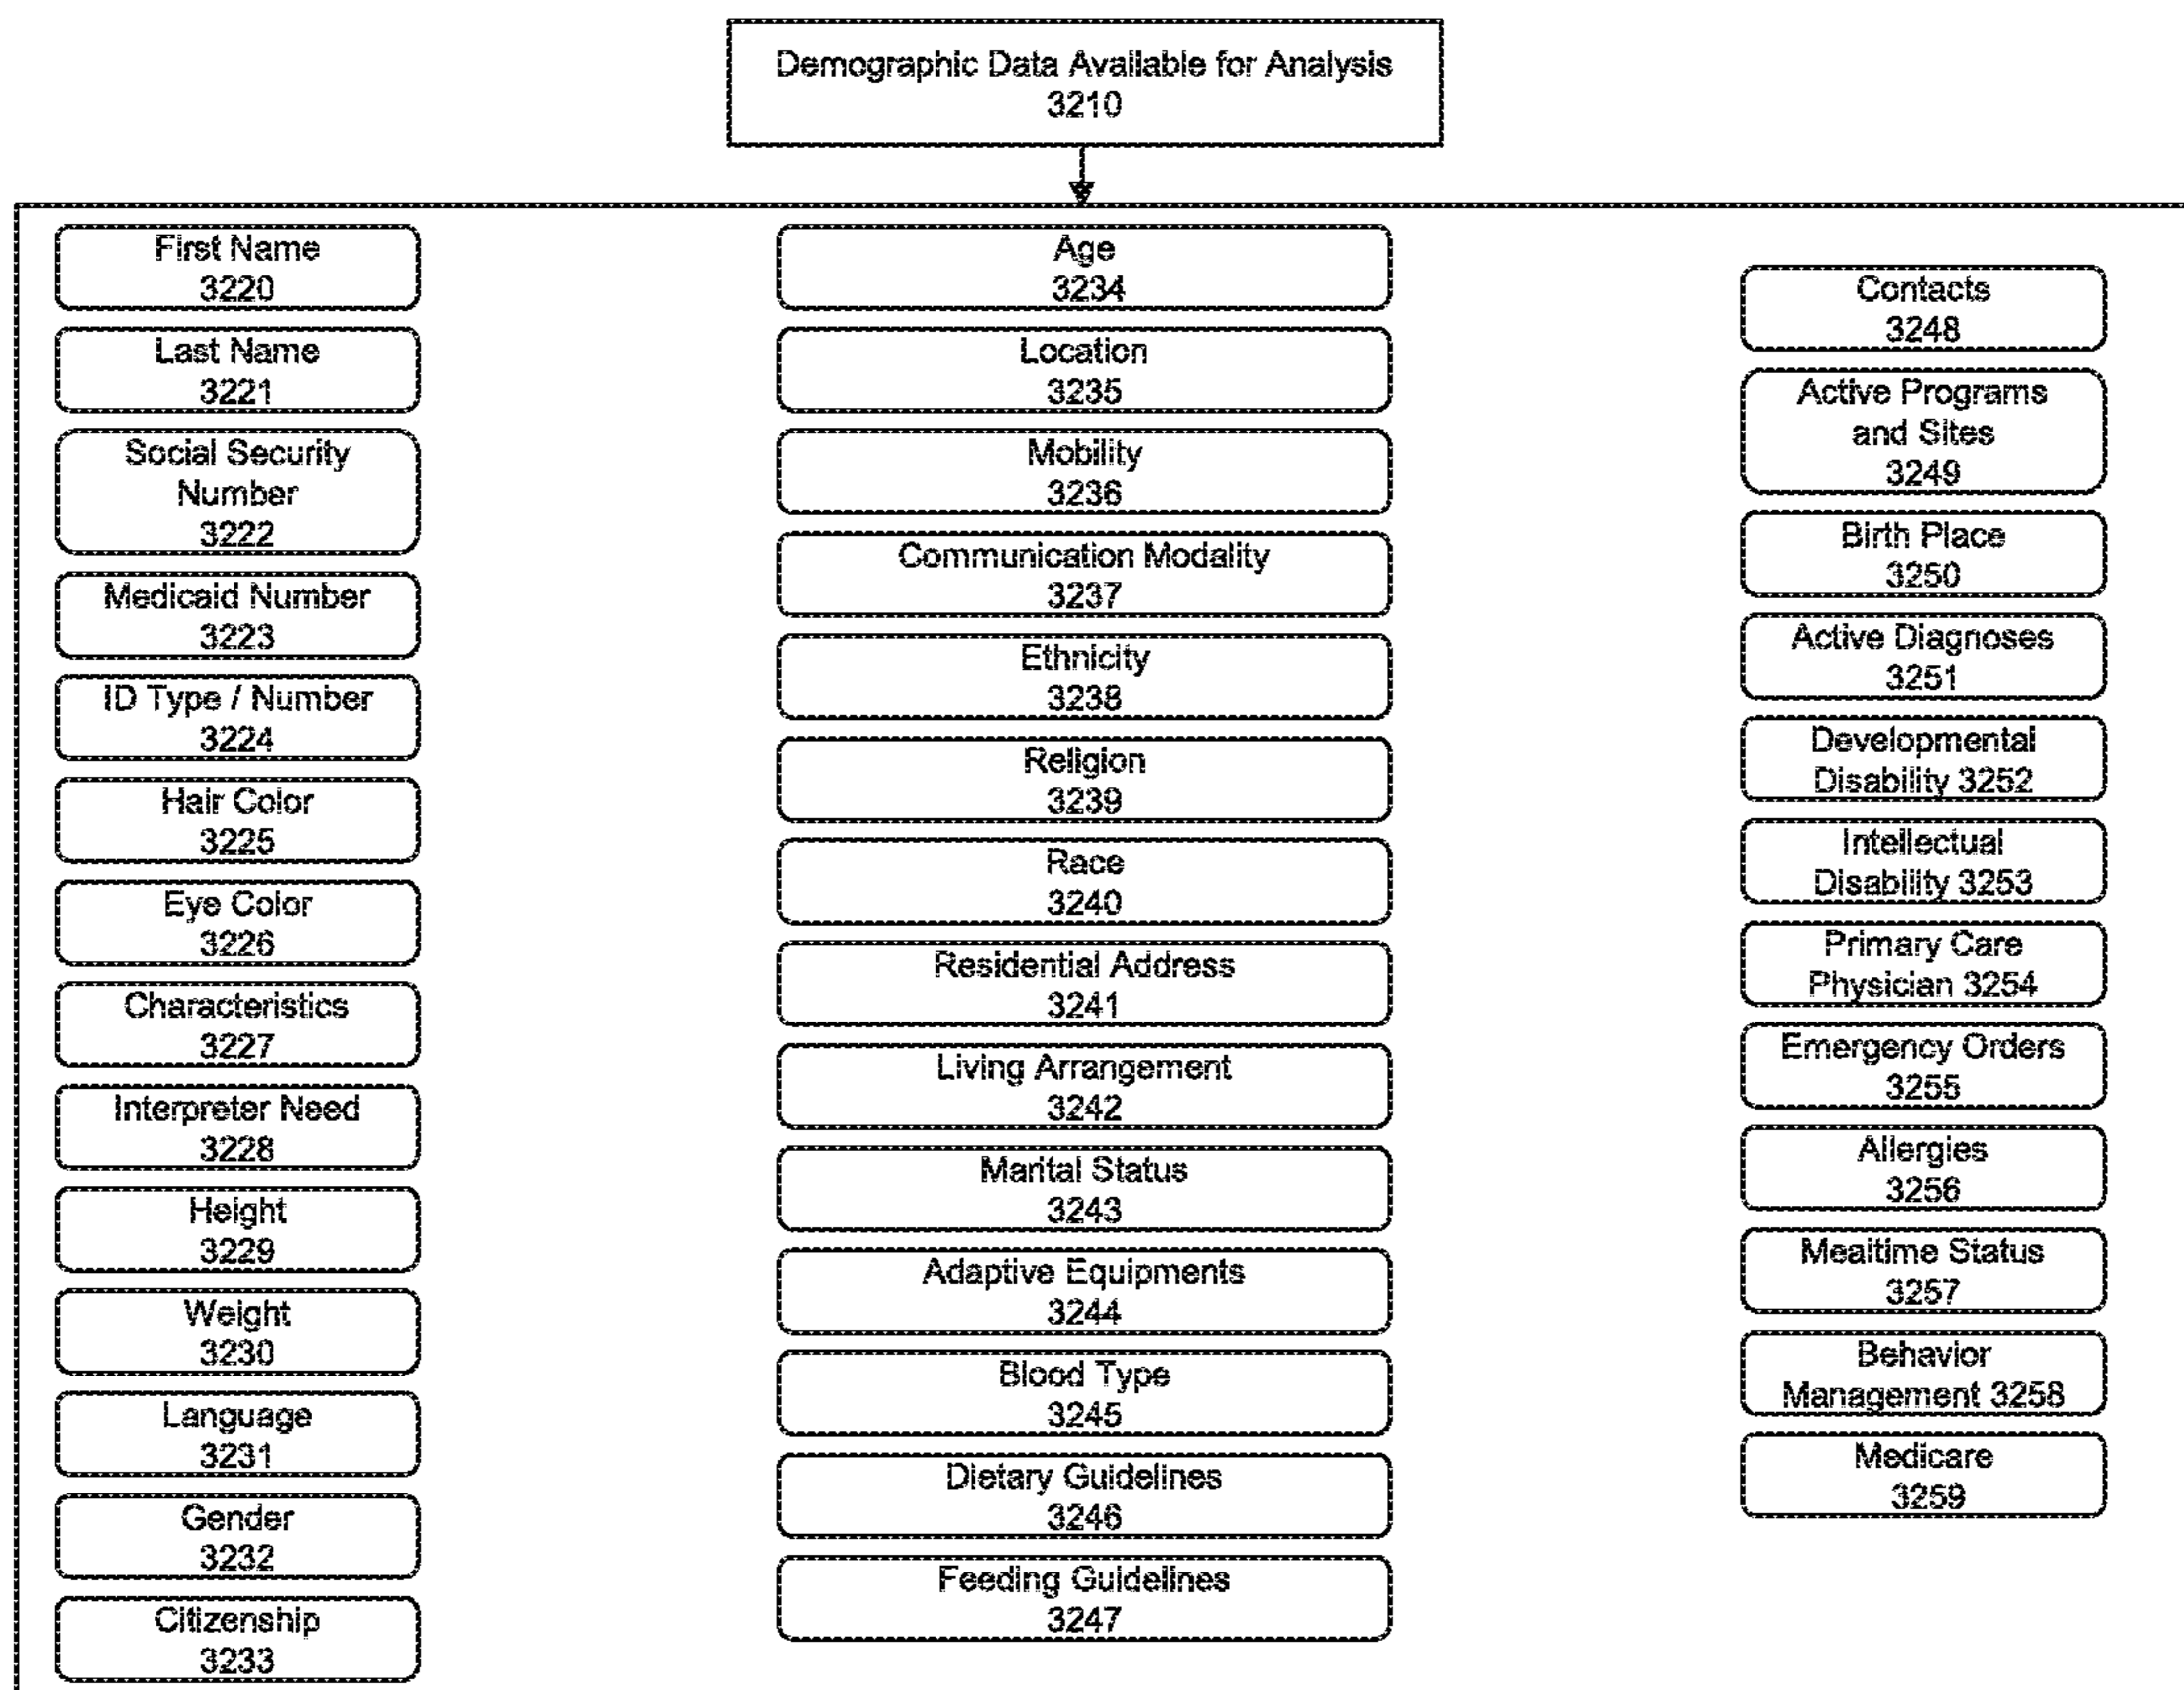 Demographic Data Available for Analysis
3210
First Name
3220
Last Name
3221
Social Security
Number
3222
Medicaid Number
3223
ID Type / Number
3224
Hair Color
3225
Eye Color
3226
Characteristics
3227
Interpreter Need
3228
Height
3229
Weight
3230
Language
3231
Gender
3232
Citizenship
3233
Age
3234
Location
3235
Mobility
3236
Communication Modality
3237
Ethnicity
3238
Religion
3239
Race
3240
Residential Address
3241
Living Arrangement
3242
Marital Status
3243
Adaptive Equipments
3244
Blood Type
3245
Dietary Guidelines
3246
Feeding Guidelines
3247
Contacts
3248
Active Programs
and Sites
3249
Birth Place
3250
Active Diagnoses
3251
Developmental
Disability 3252
Intellectual
Disability 3253
Primary Care
Physician 3254
Emergency Orders
3255
Allergies
3256
Mealtime Status
3257
Behavior
Management 3258
Medicare
3259